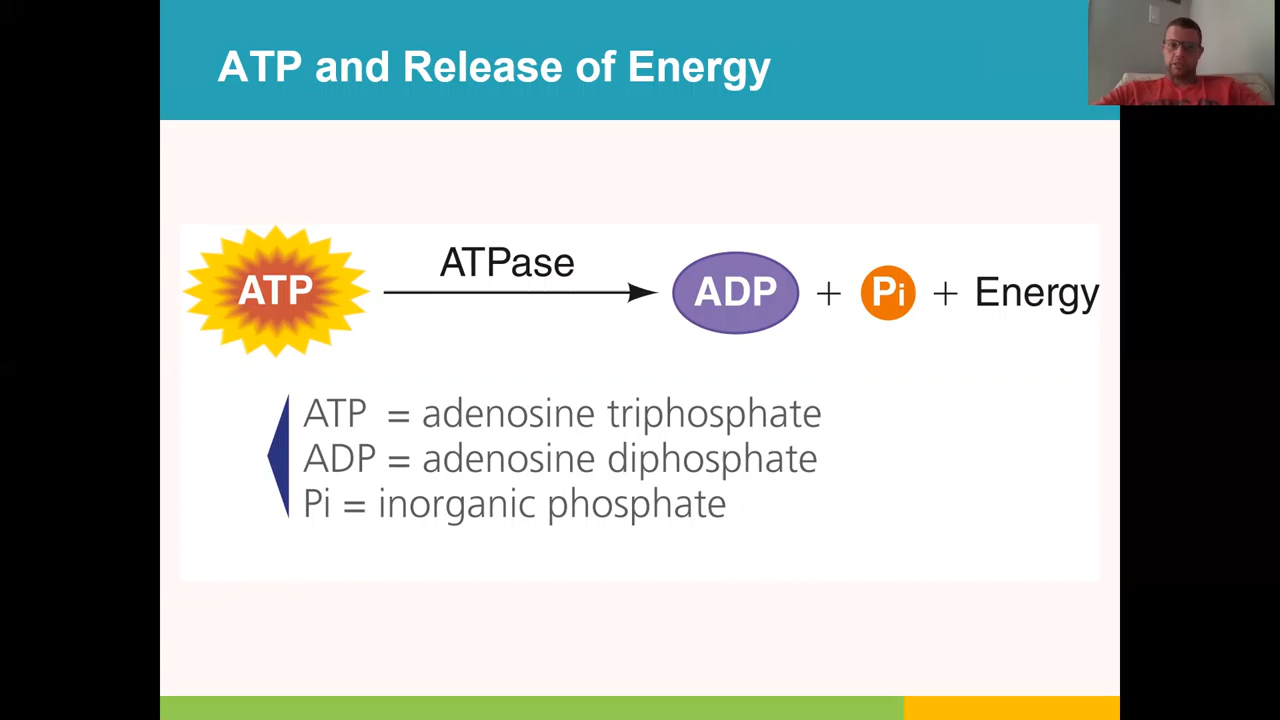 ATP and Release of Energy
ATP ATPase ADP + Pi + Energy
ATP = adenosine triphosphate
ADP = adenosine diphosphate
Pi = inorganic phosphate